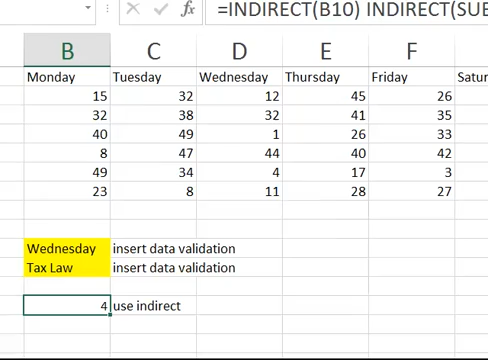 fx =INDIRECT(B10) INDIRECT(SUB
B C D E F
Monday Tuesday Wednesday Thursday Friday Satur
15 32 12 45 26
32 38 32 41 35
40 49 1 26 33
8 47 44 40 42
49 34 4 17 3
23 8 11 28 27
Wednesday insert data validation
Tax Law insert data validation
4 use indirect